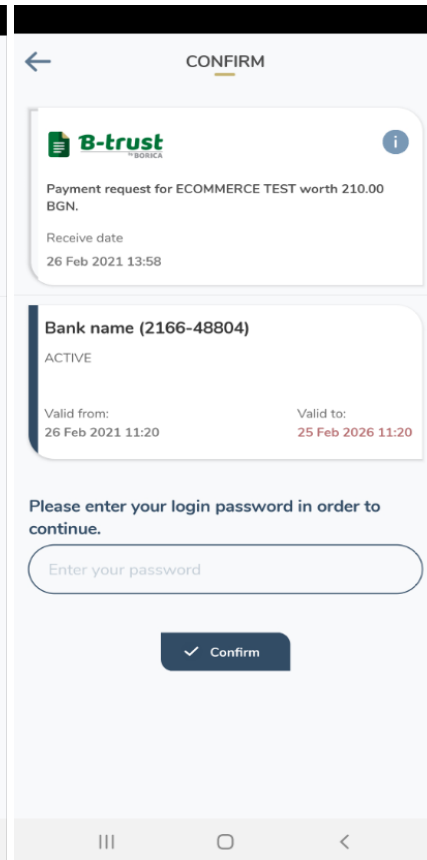 CONFIRM
B-trust
BY BORICA
i
Payment request for ECOMMERCE TEST worth 210.00
BGN.
Receive date
26 Feb 2021 13:58
Bank name (2166-48804)
ACTIVE
Valid from:
Valid to:
26 Feb 2021 11:20
25 Feb 2026 11:20
Please enter your login password in order to
continue.
Enter your password
Confirm